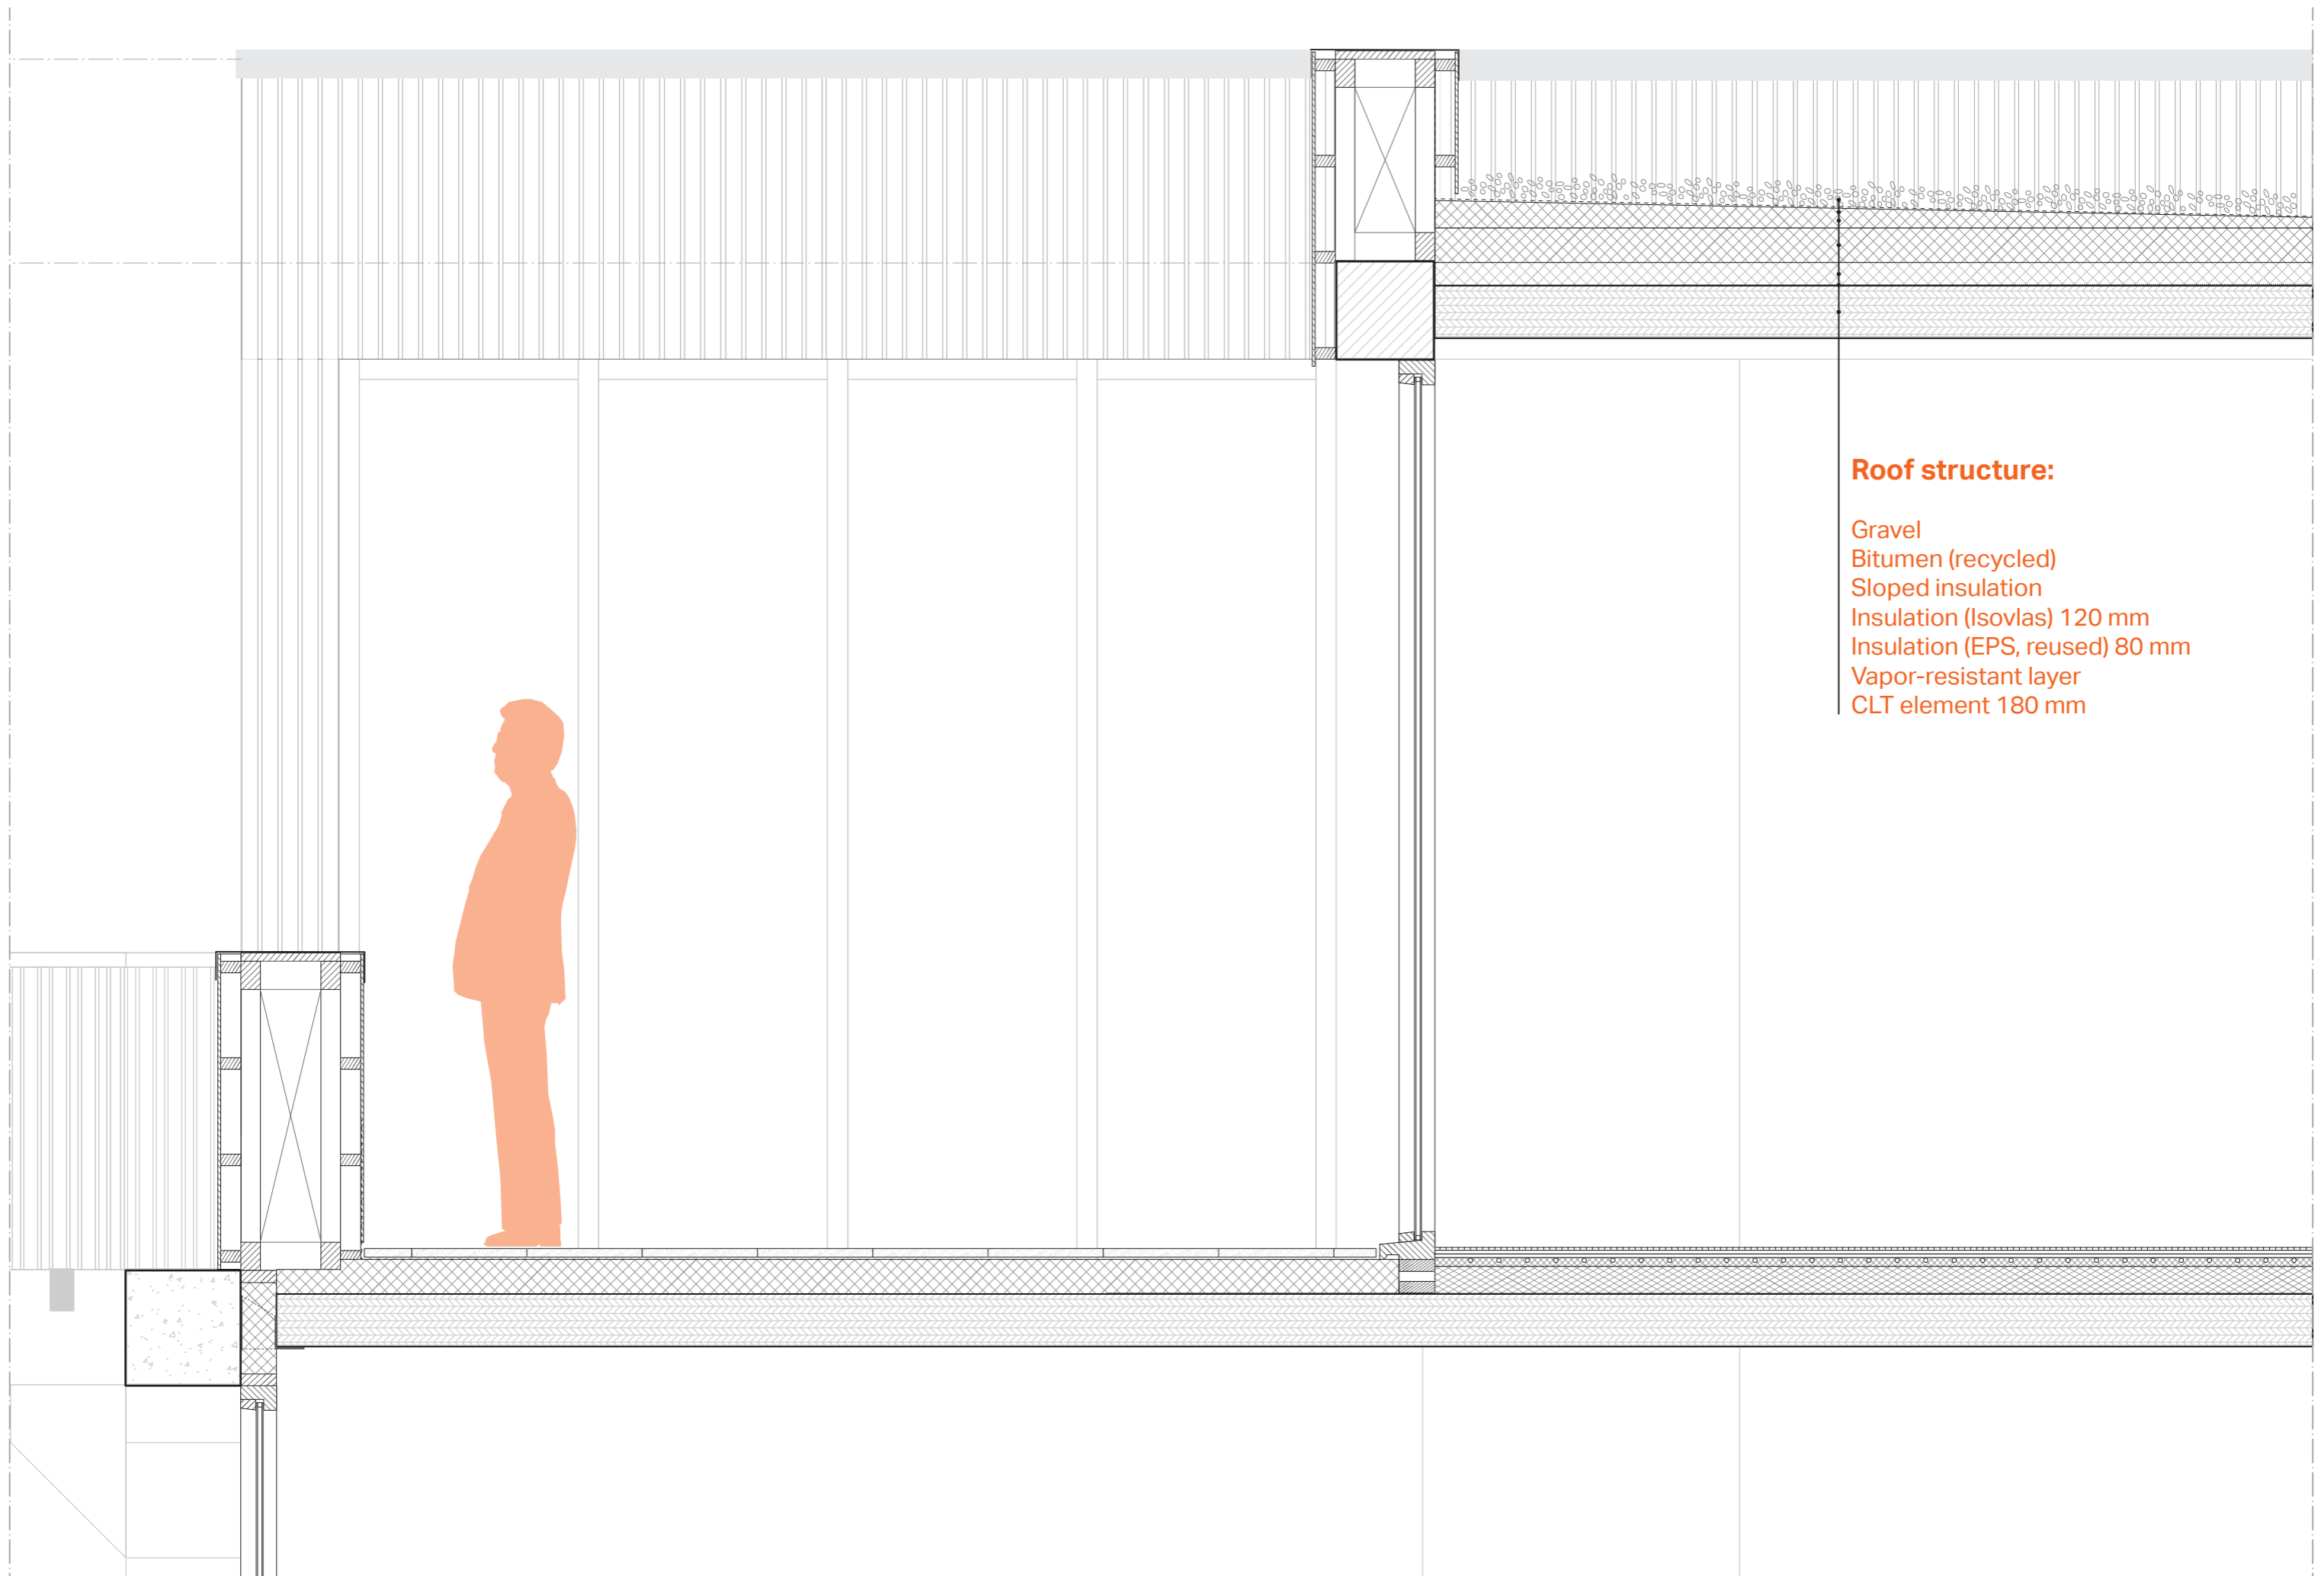 Roof structure:
Gravel
Bitumen (recycled)
Sloped insulation
Insulation (Isovlas) 120 mm
Insulation (EPS, reused) 80 mm
Vapor-resistant layer
CLT element 180 mm